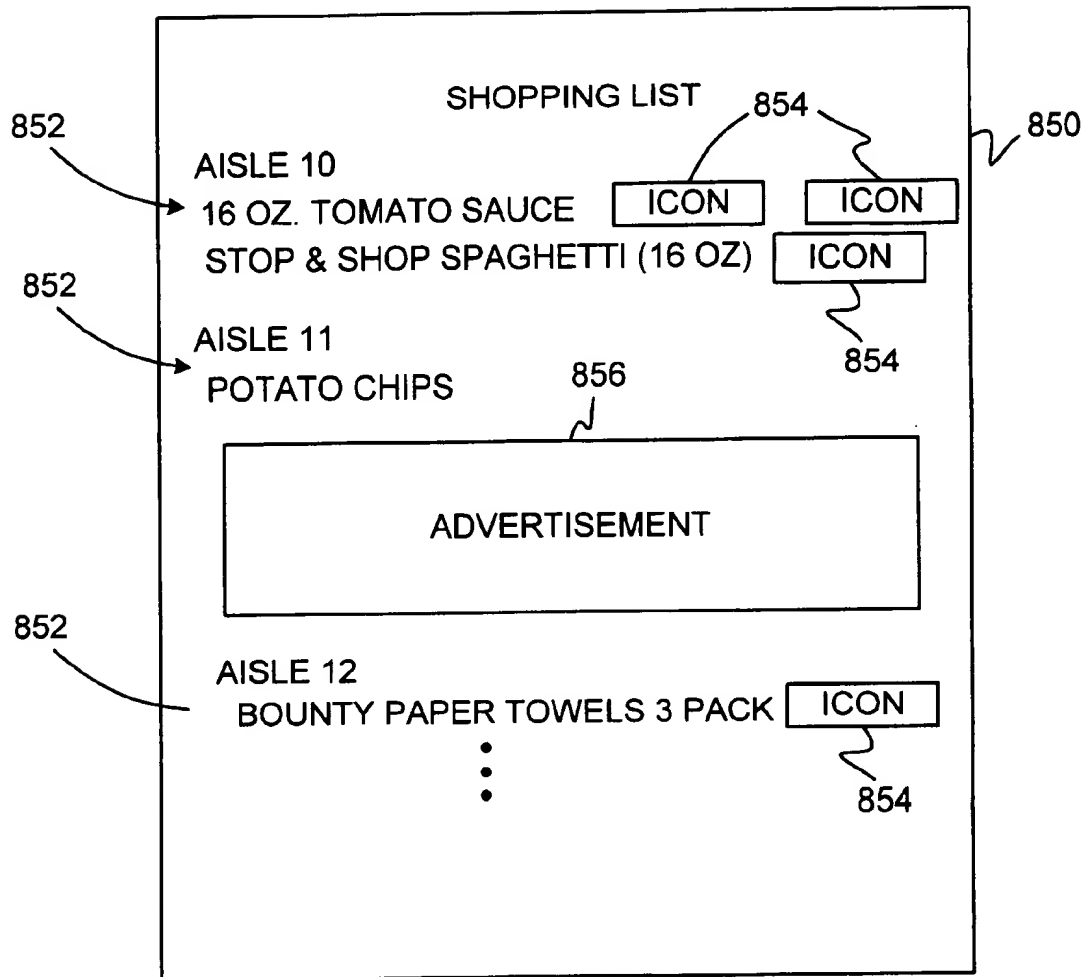 SHOPPING LIST
854
850
852
AISLE 10
16 OZ. TOMATO SAUCE ICON ICON
STOP & SHOP SPAGHETTI (16 OZ) ICON
852
854
AISLE 11
POTATO CHIPS
856
ADVERTISEMENT
852
AISLE 12
BOUNTY PAPER TOWELS 3 PACK ICON
854